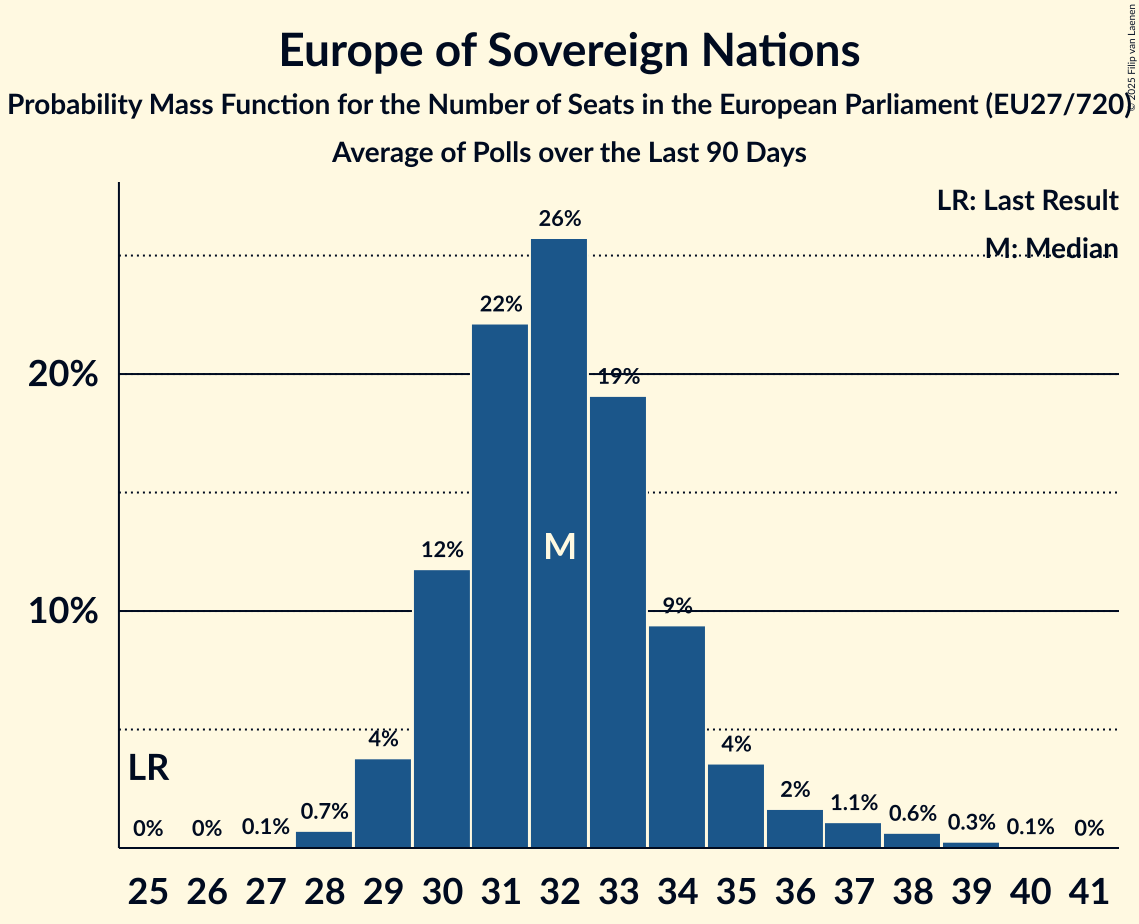 Europe of Sovereign Nations
Probability Mass Function for the Number of Seats in the European Parliament (EU27/720)
Average of Polls over the Last 90 Days
© 2025 Filip van Laenen
LR: Last Result
M: Median
26%
22%
20%
19%
12%
M
10%
9%
4%
4%
LR
2%
1.1%
0.7%
0.6%
0.3%
0% 0% 0.1% 0.1% 0%
25 26 27 28 29 30 31 32 33 34 35 36 37 38 39 40 41